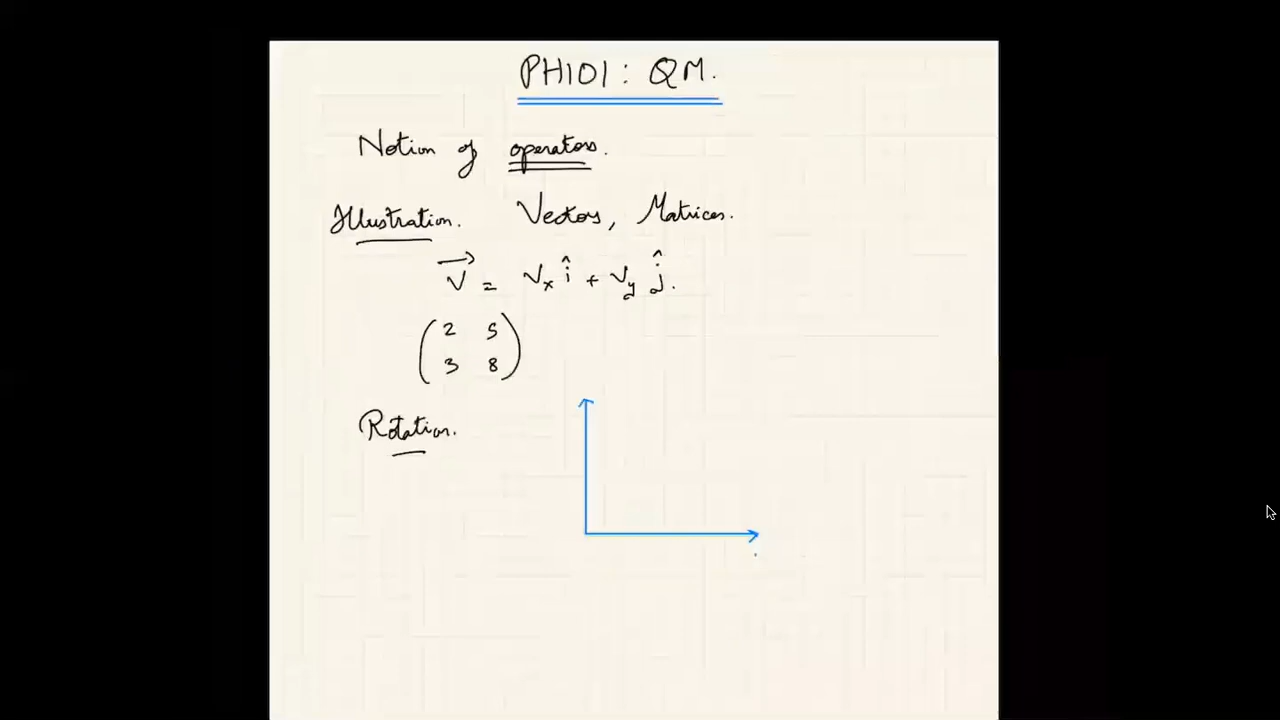 PH101: QM.
Notion of operators.
Illustration. Vectors, Matrices.
V = Vx î + Vy ĵ.
2 5
3 8
Rotation.